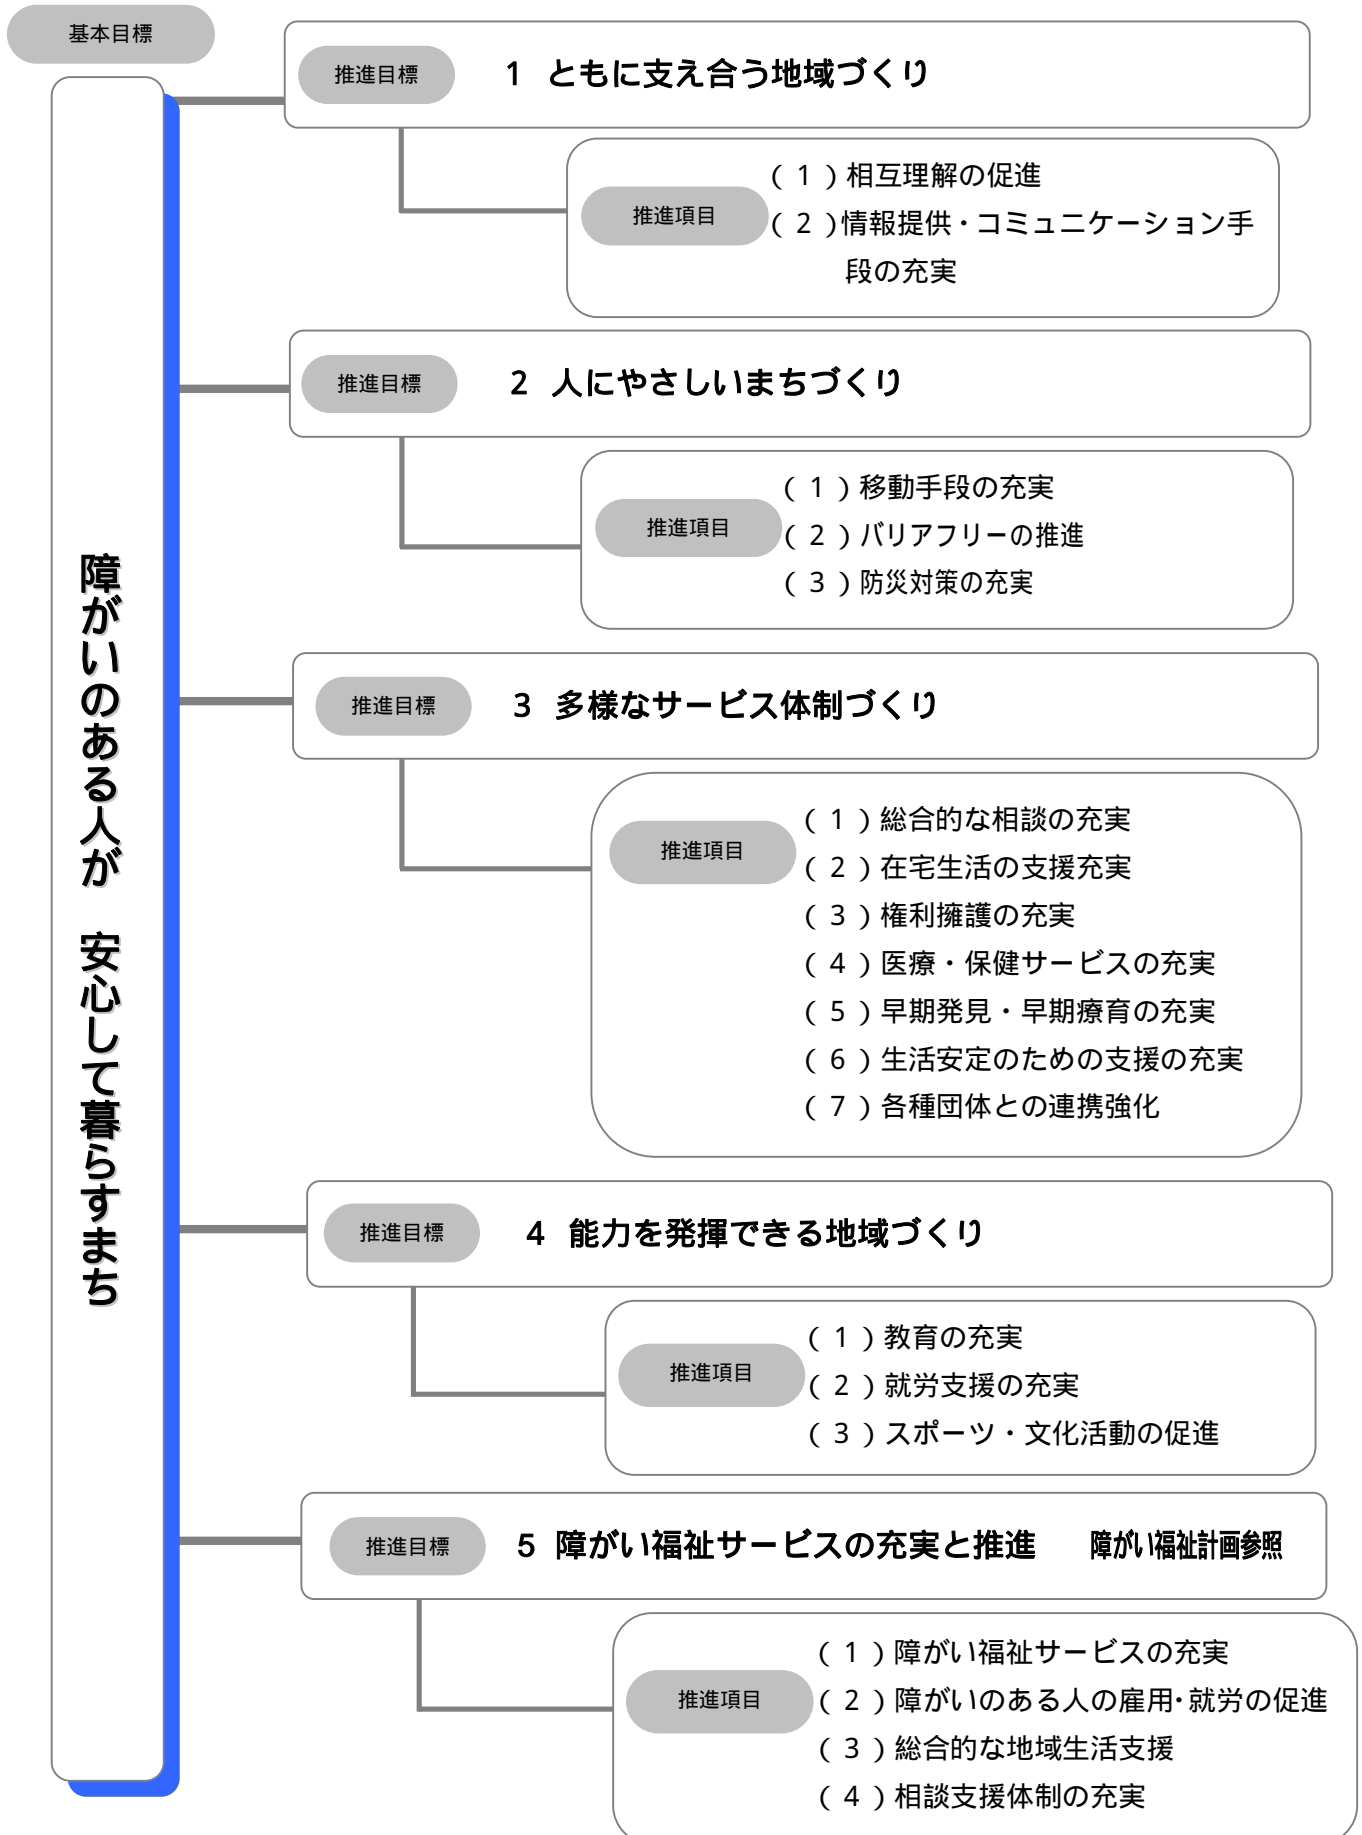 基本目標
障がいのある人が　安心して暮らすまち
推進目標
1 ともに支え合う地域づくり
推進項目
(1)相互理解の促進
(2)情報提供・コミュニケーション手
段の充実
推進目標
2 人にやさしいまちづくり
推進項目
(1)移動手段の充実
(2)バリアフリーの推進
(3)防災対策の充実
推進目標
3 多様なサービス体制づくり
推進項目
(1)総合的な相談の充実
(2)在宅生活の支援充実
(3)権利擁護の充実
(4)医療・保健サービスの充実
(5)早期発見・早期療育の充実
(6)生活安定のための支援の充実
(7)各種団体との連携強化
推進目標
4 能力を発揮できる地域づくり
推進項目
(1)教育の充実
(2)就労支援の充実
(3)スポーツ・文化活動の促進
推進目標
5 障がい福祉サービスの充実と推進　障がい福祉計画参照
推進項目
(1)障がい福祉サービスの充実
(2)障がいのある人の雇用・就労の促進
(3)総合的な地域生活支援
(4)相談支援体制の充実